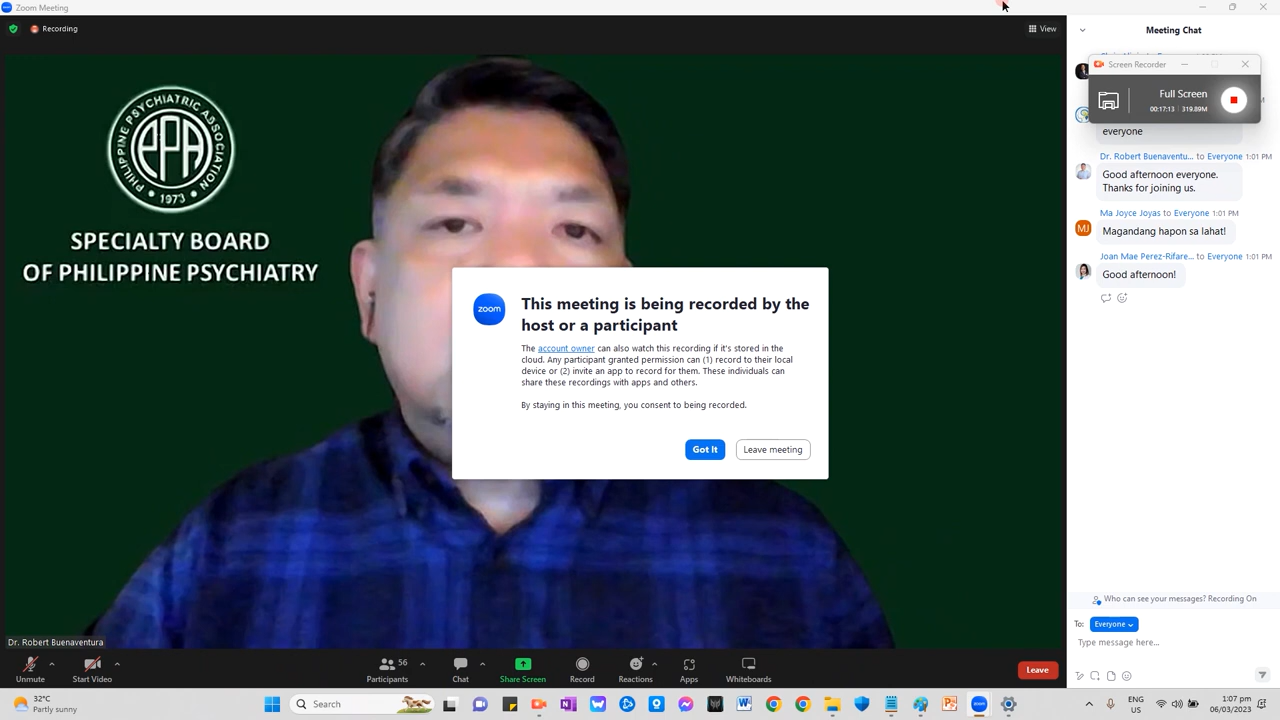 Zoom Meeting
Recording
View
Meeting Chat
Screen Recorder
Full Screen
00:17:13 319.89M
everyone
Dr. Robert Buenaventu... to Everyone 1:01 PM
Good afternoon everyone.
Thanks for joining us.
Ma Joyce Joyas to Everyone 1:01 PM
MJ
Magandang hapon sa lahat!
Joan Mae Perez-Rifare... to Everyone 1:01 PM
Good afternoon!
PHILIPPINE PSYCHIATRIC ASSOCIATION
PPA
• 1973 •
SPECIALTY BOARD
OF PHILIPPINE PSYCHIATRY
zoom
This meeting is being recorded by the
host or a participant
The account owner can also watch this recording if it's stored in the
cloud. Any participant granted permission can (1) record to their local
device or (2) invite an app to record for them. These individuals can
share these recordings with apps and others.
By staying in this meeting, you consent to being recorded.
Got It
Leave meeting
Who can see your messages? Recording On
To: Everyone
Type message here...
Dr. Robert Buenaventura
56
Unmute
Start Video
Participants
Chat
Share Screen
Record
Reactions
Apps
Whiteboards
Leave
32°C
Partly sunny
Search
ENG
US
1:07 pm
06/03/2023